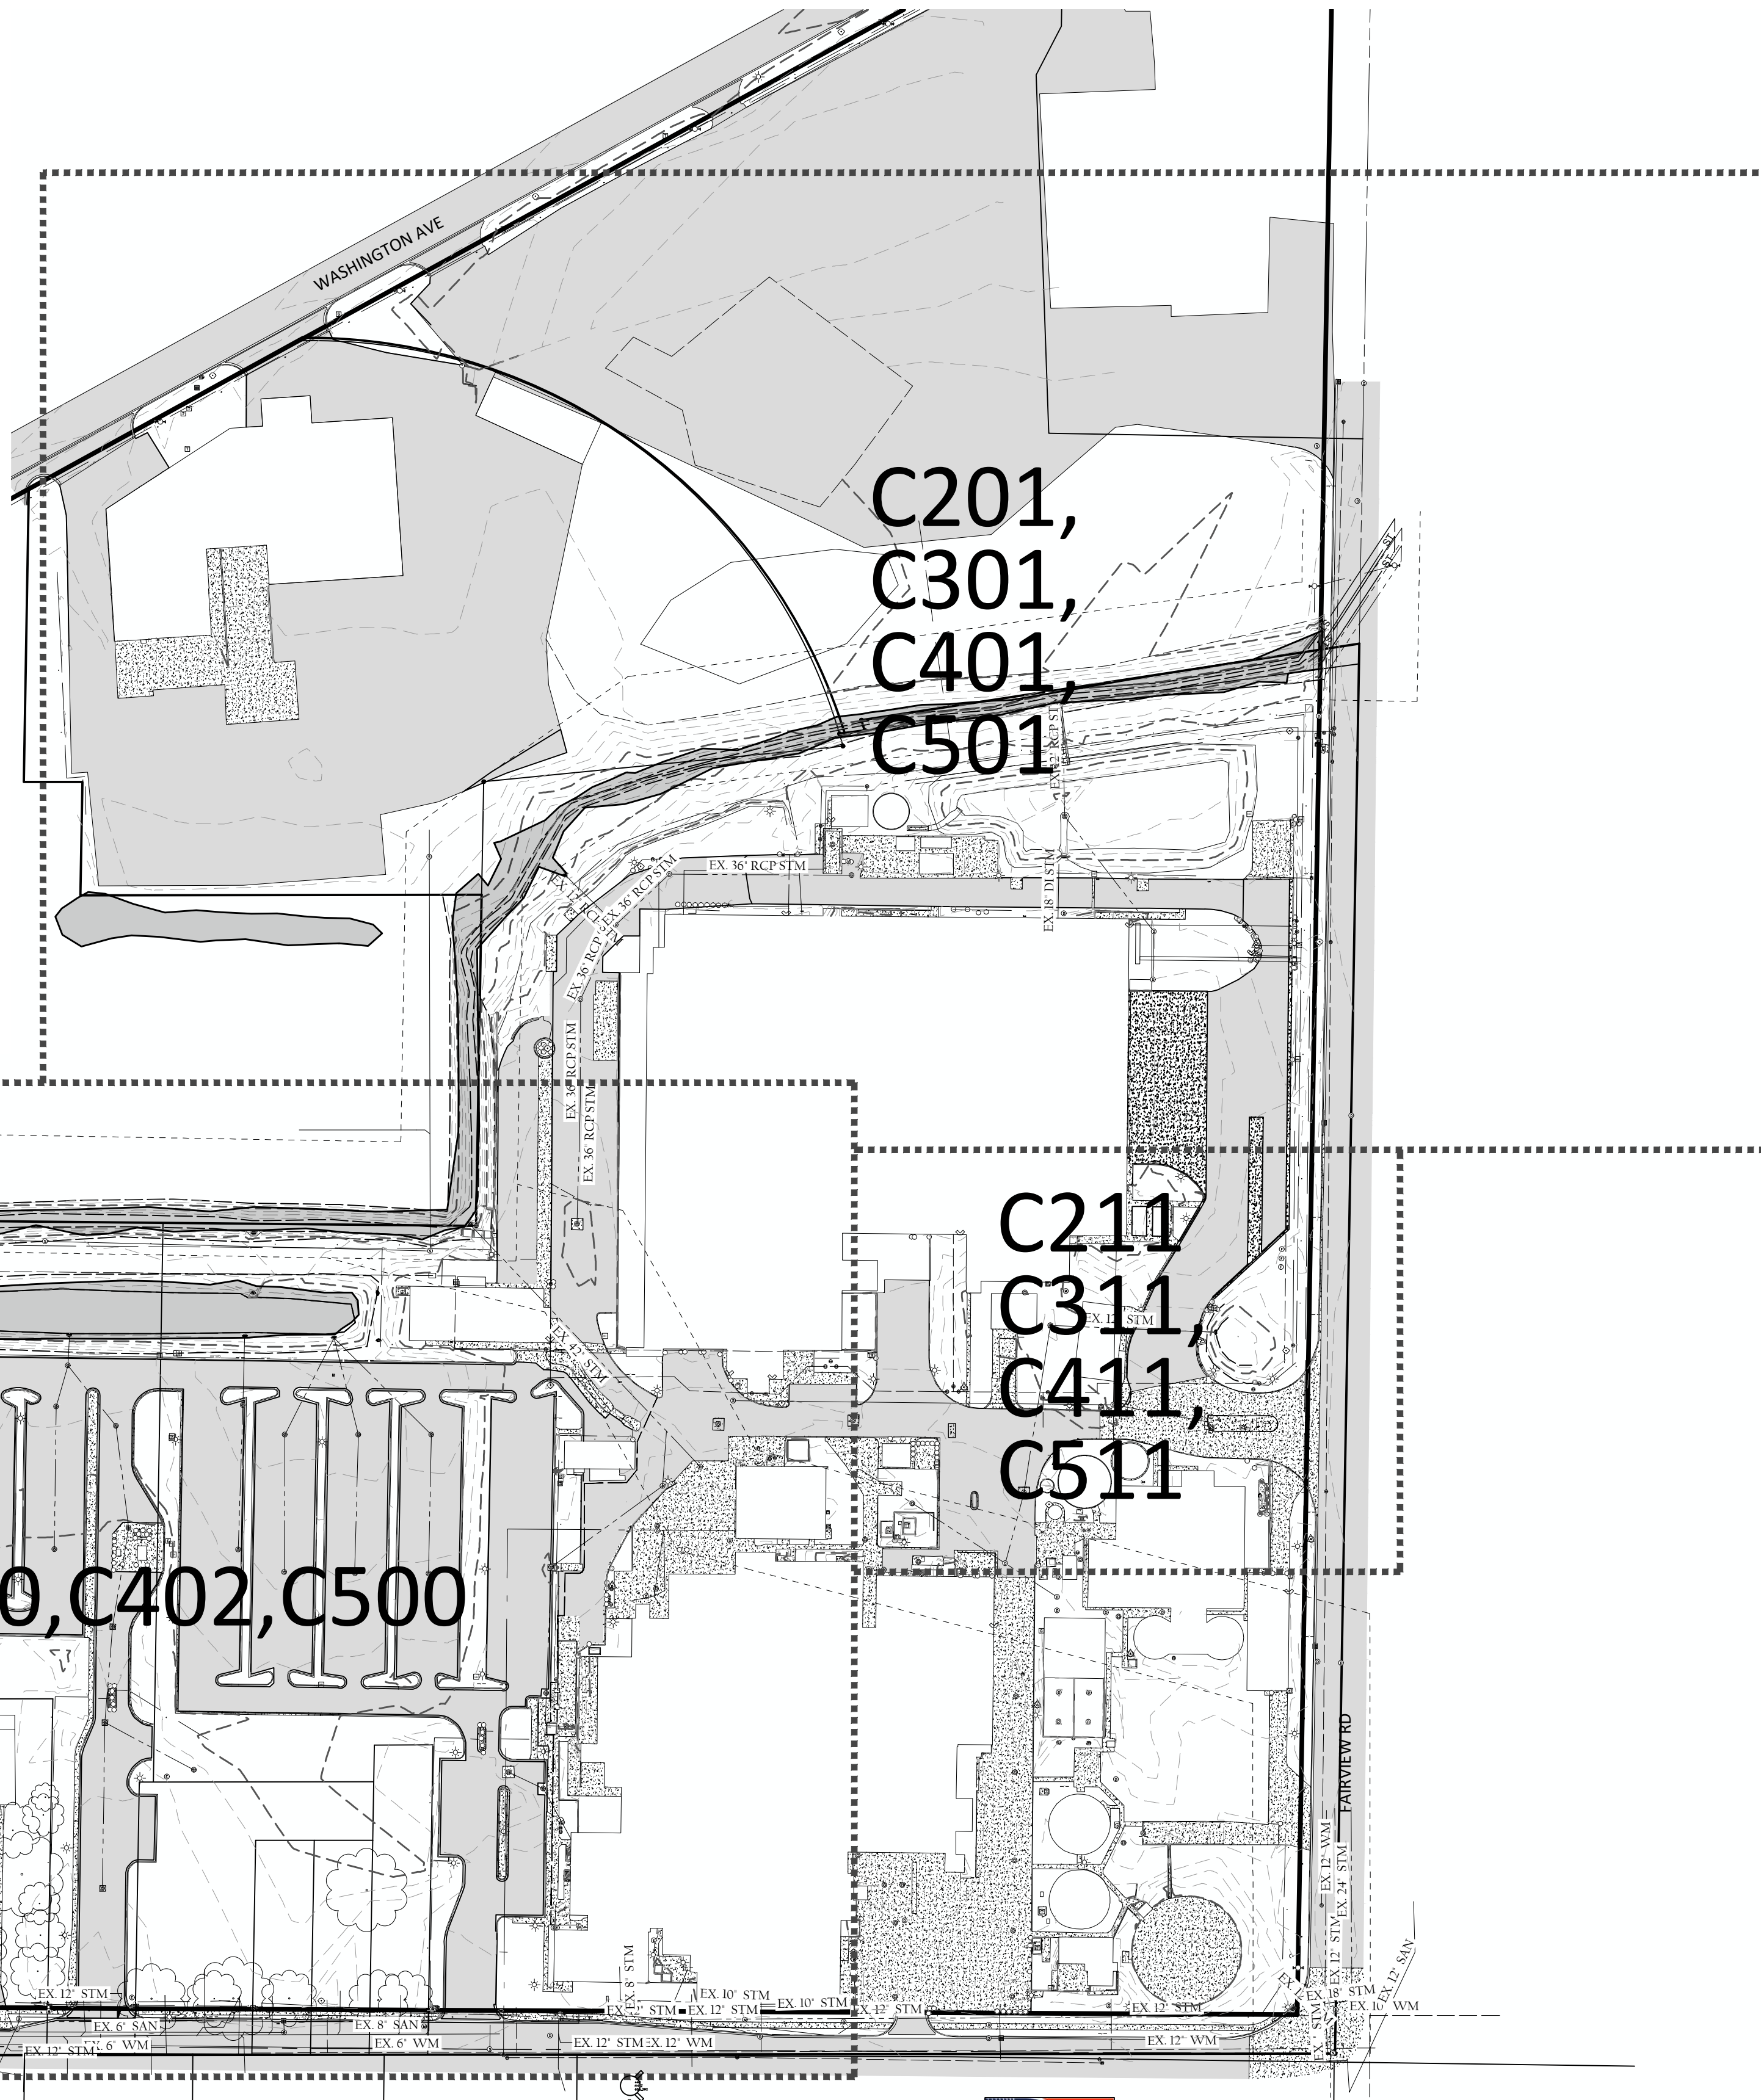 WASHINGTON AVE
C201,
C301,
C401,
C501
ST
ST
EX. 36" RCP STM
EX. 36" RCP STM
EX. 18" DI STM
EX. 36" RCP STM
EX. 36" RCP STM
C211
C311,
C411,
C511
EX. 12" STM
EX. 42" STM
0,C402,C500
FAIRVIEW RD
EX. 12" WM
EX. 24" STM
EX. 12" STM
EX. 12" SAN
EX. 8" STM
EX. 12" STM
EX. 10" STM
EX. 12" STM
EX. 10" STM
EX. 12" STM
EX. 12" STM
EX. 18" STM
EX. 10" WM
EX. 6" SAN
EX. 8" SAN
EX. 12" STM
EX. 6" WM
EX. 6" WM
EX. 12" STM
EX. 12" WM
EX. 12" WM